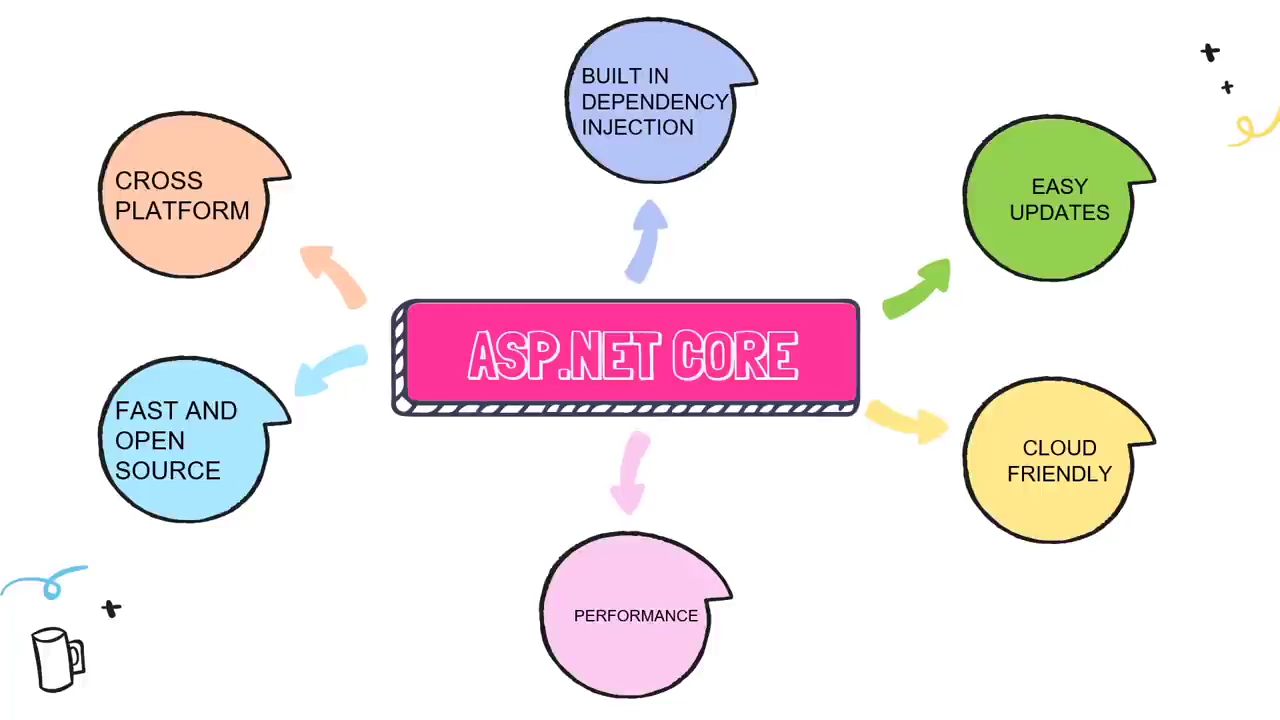 BUILT IN
DEPENDENCY
INJECTION
CROSS
PLATFORM
EASY
UPDATES
ASP.NET CORE
FAST AND
OPEN
SOURCE
CLOUD
FRIENDLY
PERFORMANCE